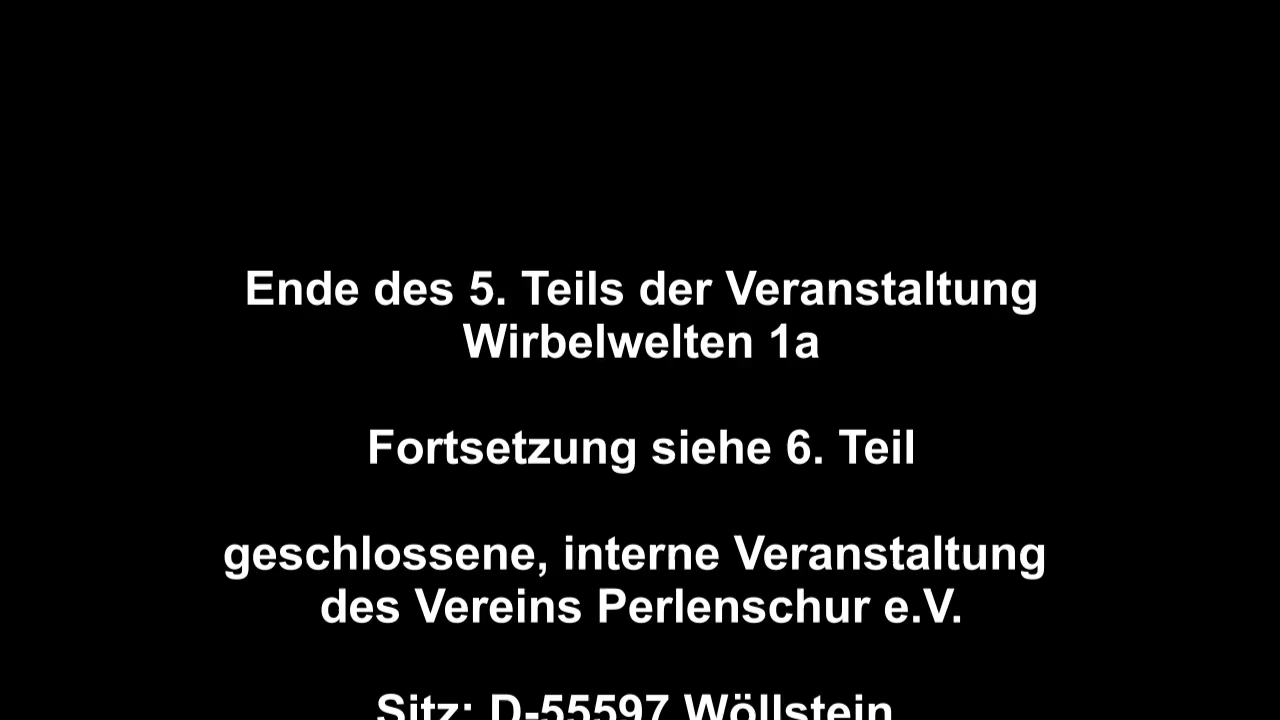 Ende des 5. Teils der Veranstaltung
Wirbelwelten 1a
Fortsetzung siehe 6. Teil
geschlossene, interne Veranstaltung
des Vereins Perlenschur e.V.
Sitz: D-55597 Wöllstein